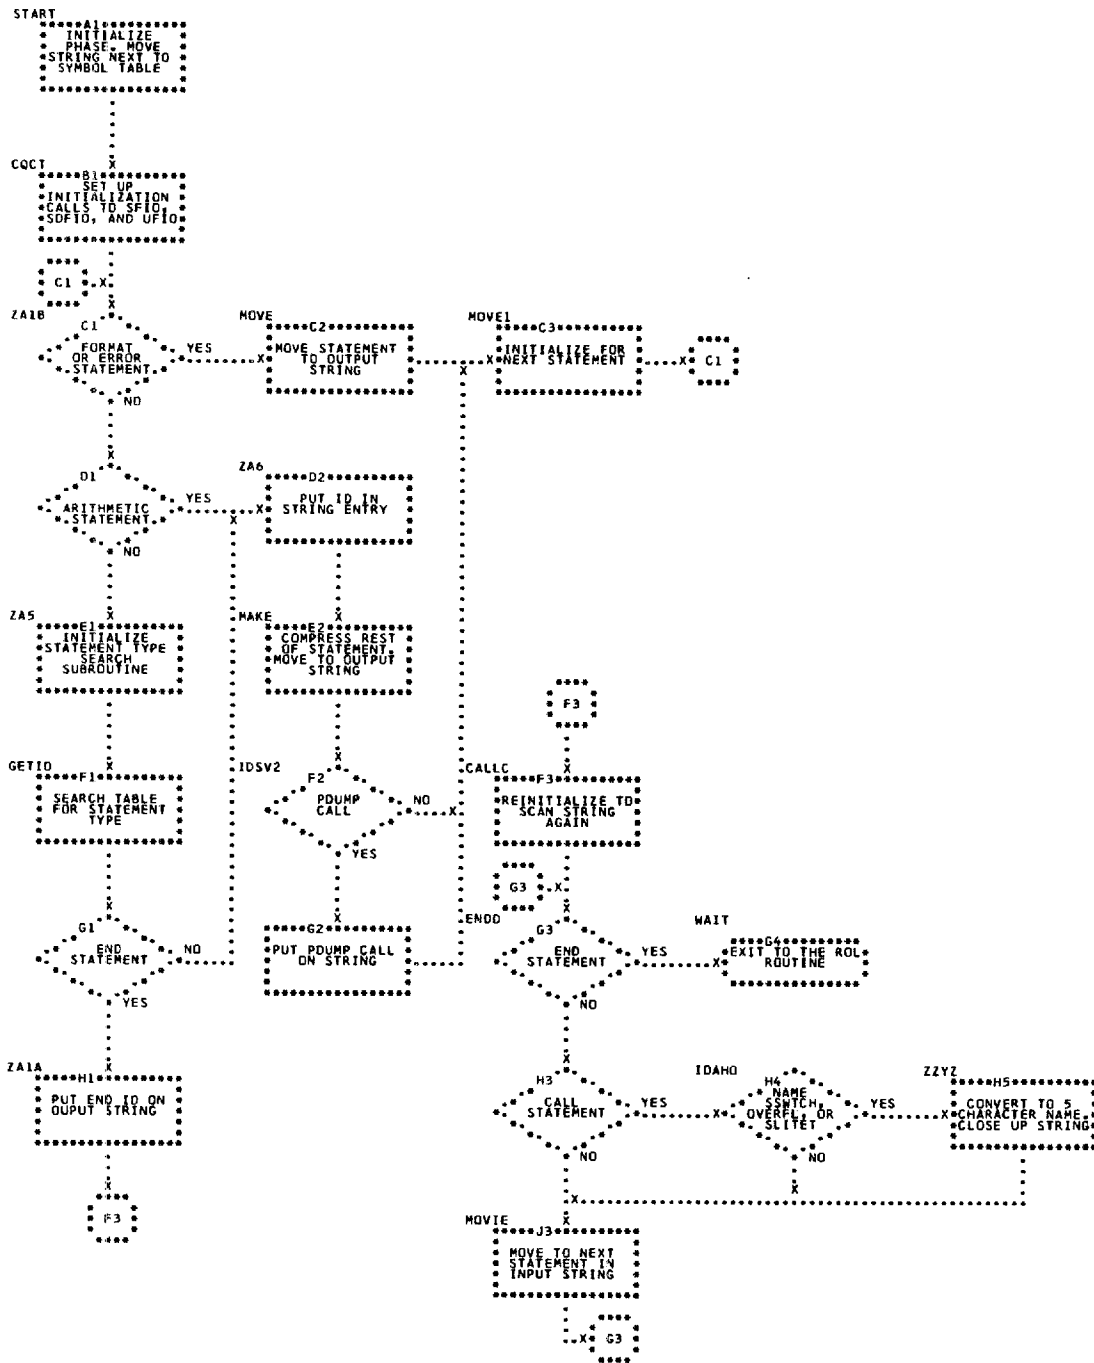 START
A1
INITIALIZE
PHASE, MOVE
STRING NEXT TO
SYMBOL TABLE
CQCT
B1
SET UP
INITIALIZATION
CALLS TO SFIO,
SDFIO, AND UFIO
C1
ZA1B
C1
FORMAT
OR ERROR
STATEMENT
YES
NO
MOVE
C2
MOVE STATEMENT
TO OUTPUT
STRING
MOVE1
C3
INITIALIZE FOR
NEXT STATEMENT
C1
D1
ARITHMETIC
STATEMENT
YES
NO
ZA6
D2
PUT ID IN
STRING ENTRY
ZA5
E1
INITIALIZE
STATEMENT TYPE
SEARCH
SUBROUTINE
MAKE
E2
COMPRESS REST
OF STATEMENT,
MOVE TO OUTPUT
STRING
F3
GETID
F1
SEARCH TABLE
FOR STATEMENT
TYPE
IDSV2
F2
PDUMP
CALL
NO
YES
CALLC
F3
REINITIALIZE TO
SCAN STRING
AGAIN
G3
G1
END
STATEMENT
NO
YES
G2
PUT PDUMP CALL
ON STRING
ENDD
G3
END
STATEMENT
YES
NO
WAIT
G4
EXIT TO THE ROL
ROUTINE
ZA1A
H1
PUT END ID ON
OUPUT STRING
H3
CALL
STATEMENT
YES
NO
IDAHO
H4
NAME
SSWTCH,
OVERFL, OR
SLITET
YES
NO
ZZYZ
H5
CONVERT TO 5
CHARACTER NAME,
CLOSE UP STRING
F3
MOVIE
J3
MOVE TO NEXT
STATEMENT IN
INPUT STRING
G3